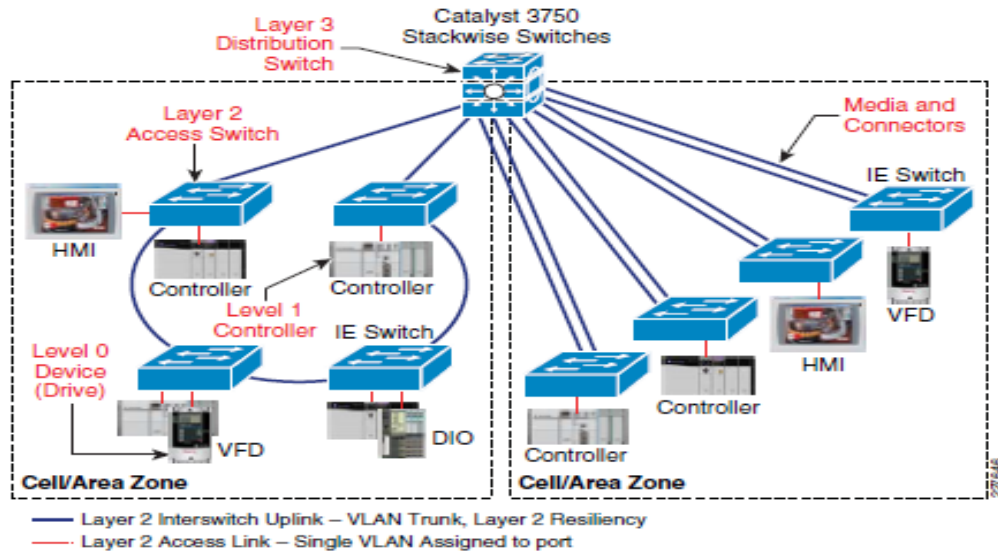 Catalyst 3750
Stackwise Switches
Layer 3
Distribution
Switch
Layer 2
Access Switch
Media and
Connectors
IE Switch
HMI
Controller
Controller
Level 1
Controller
VFD
IE Switch
HMI
Level 0
Device
(Drive)
Controller
VFD
DIO
Controller
Cell/Area Zone
Cell/Area Zone
Layer 2 Interswitch Uplink – VLAN Trunk, Layer 2 Resiliency
Layer 2 Access Link – Single VLAN Assigned to port